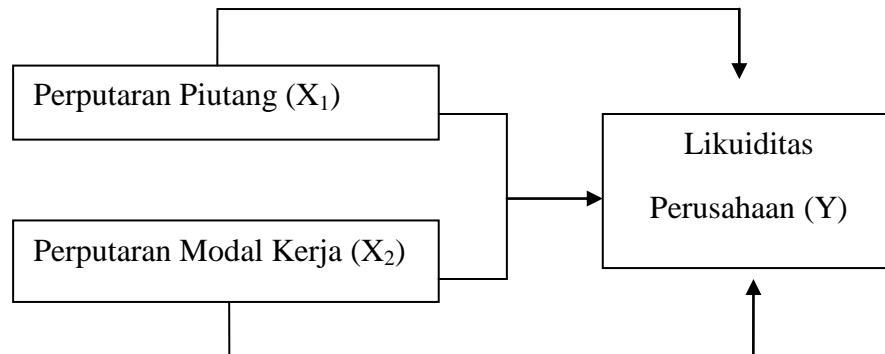 Perputaran Piutang (X₁)
Likuiditas
Perusahaan (Y)
Perputaran Modal Kerja (X₂)